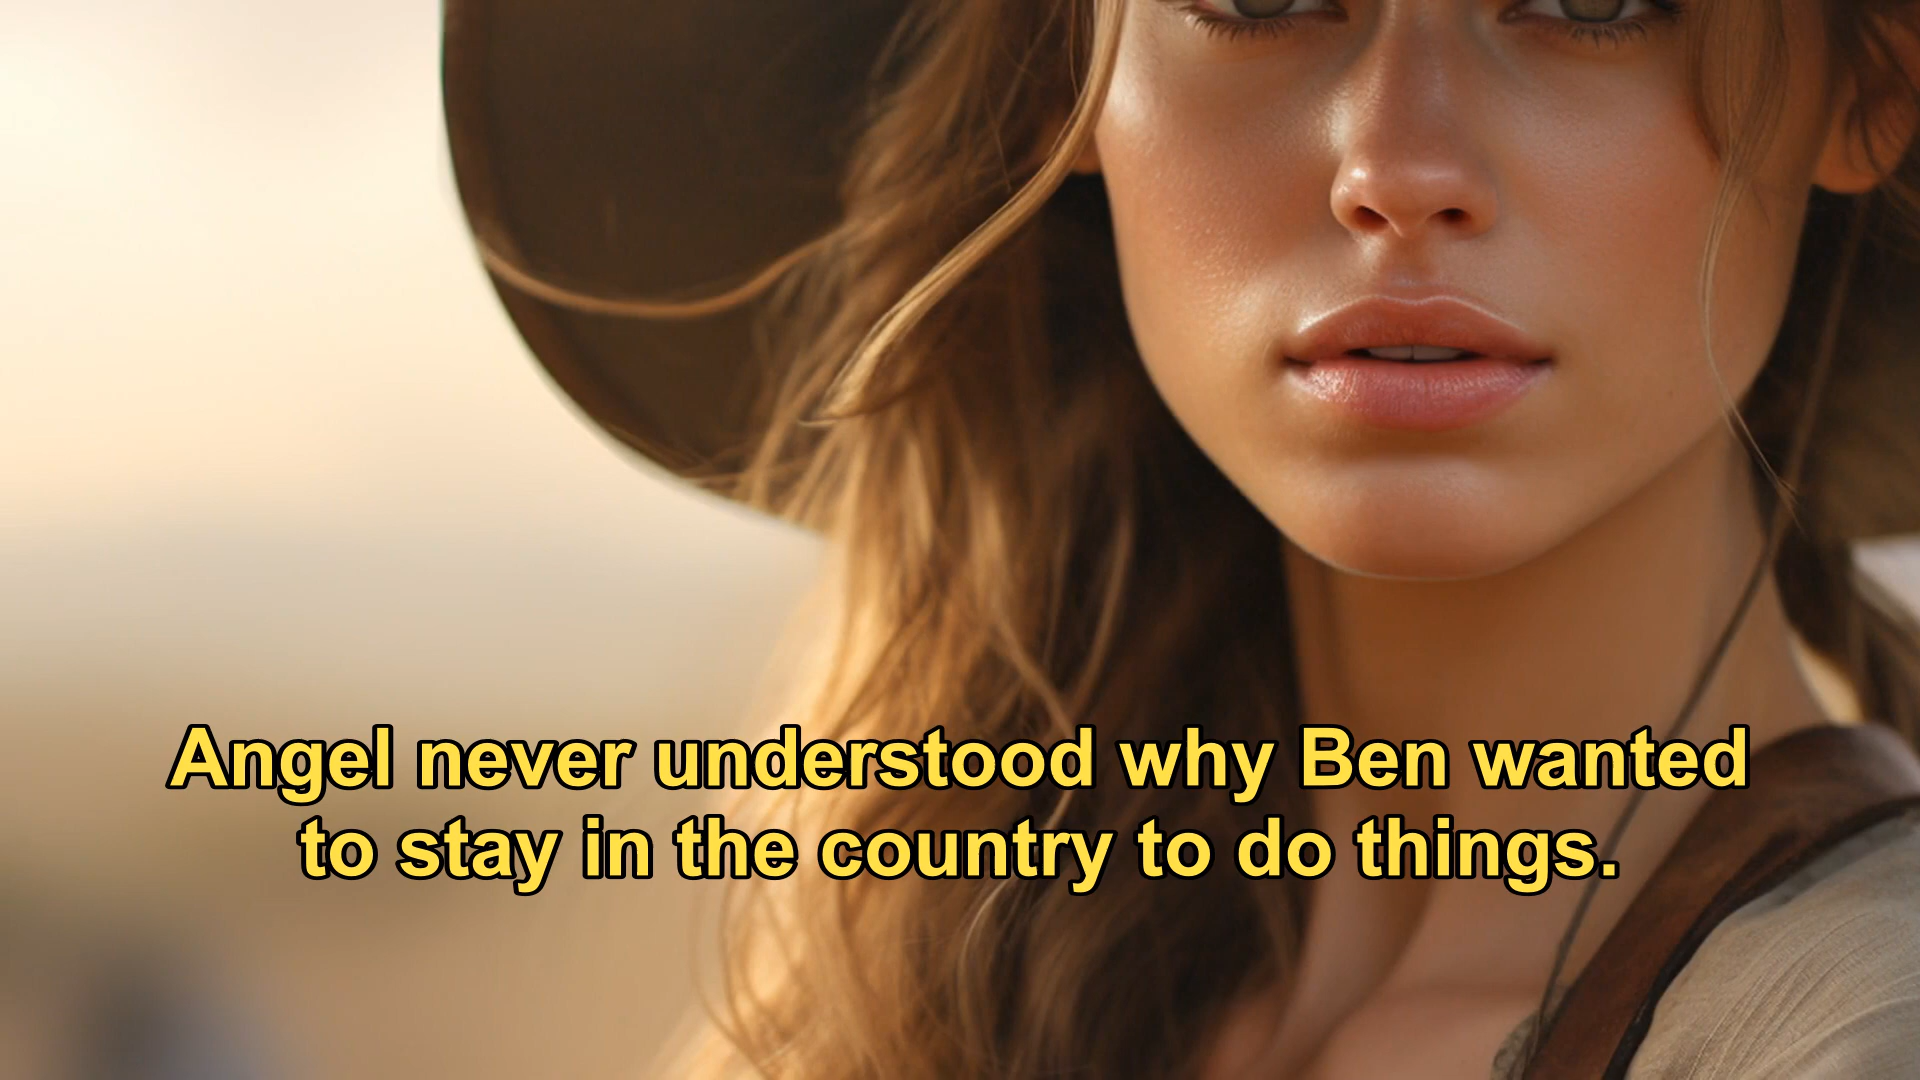 Angel never understood why Ben wanted
to stay in the country to do things.